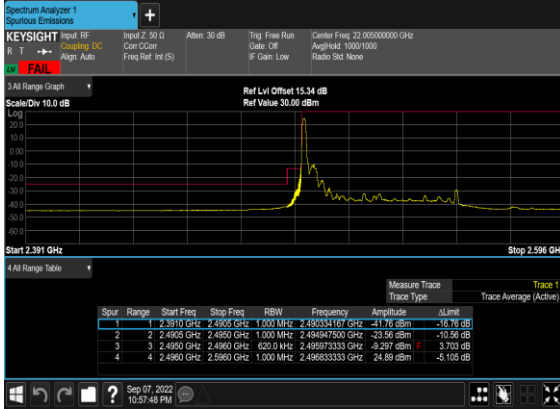 Spectrum Analyzer 1
Spurious Emissions
+
KEYSIGHT Input: RF Input Z: 50 Ω Atten: 30 dB Trig: Free Run Center Freq: 22.005000000 GHz
R T Coupling: DC Corr CCorr Gate: Off Avg|Hold: 1000/1000
Align: Auto Freq Ref: Int (S) IF Gain: Low Radio Std: None
FAIL
3 All Range Graph
Ref Lvl Offset 15.34 dB
Scale/Div 10.0 dB Ref Value 30.00 dBm
Log
20.0
10.0
0.00
-10.0
-20.0
-30.0
-40.0
-50.0
-60.0
Start 2.391 GHz Stop 2.596 GH
4 All Range Table
Measure Trace Trace 1
Trace Type Trace Average (Active)
Spur Range Start Freq Stop Freq RBW Frequency Amplitude ΔLimit
1 1 2.3910 GHz 2.4905 GHz 1.000 MHz 2.490334167 GHz -41.76 dBm -16.76 dB
2 2 2.4905 GHz 2.4950 GHz 1.000 MHz 2.494947500 GHz -23.56 dBm -10.56 dB
3 3 2.4950 GHz 2.4960 GHz 620.0 kHz 2.495973333 GHz -9.297 dBm F 3.703 dB
4 4 2.4960 GHz 2.5960 GHz 1.000 MHz 2.496833333 GHz 24.89 dBm -5.105 dB
?
Sep 07, 2022
10:57:48 PM